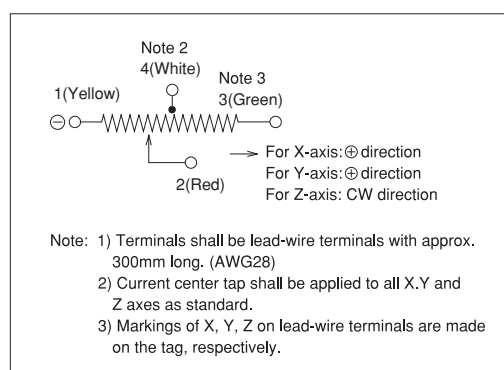 Note 2
4(White)
Note 3
1(Yellow)
3(Green)
⊖
2(Red)
→ For X-axis:⊕ direction
For Y-axis:⊕ direction
For Z-axis: CW direction
Note: 1) Terminals shall be lead-wire terminals with approx.
300mm long. (AWG28)
2) Current center tap shall be applied to all X.Y and
Z axes as standard.
3) Markings of X, Y, Z on lead-wire terminals are made
on the tag, respectively.